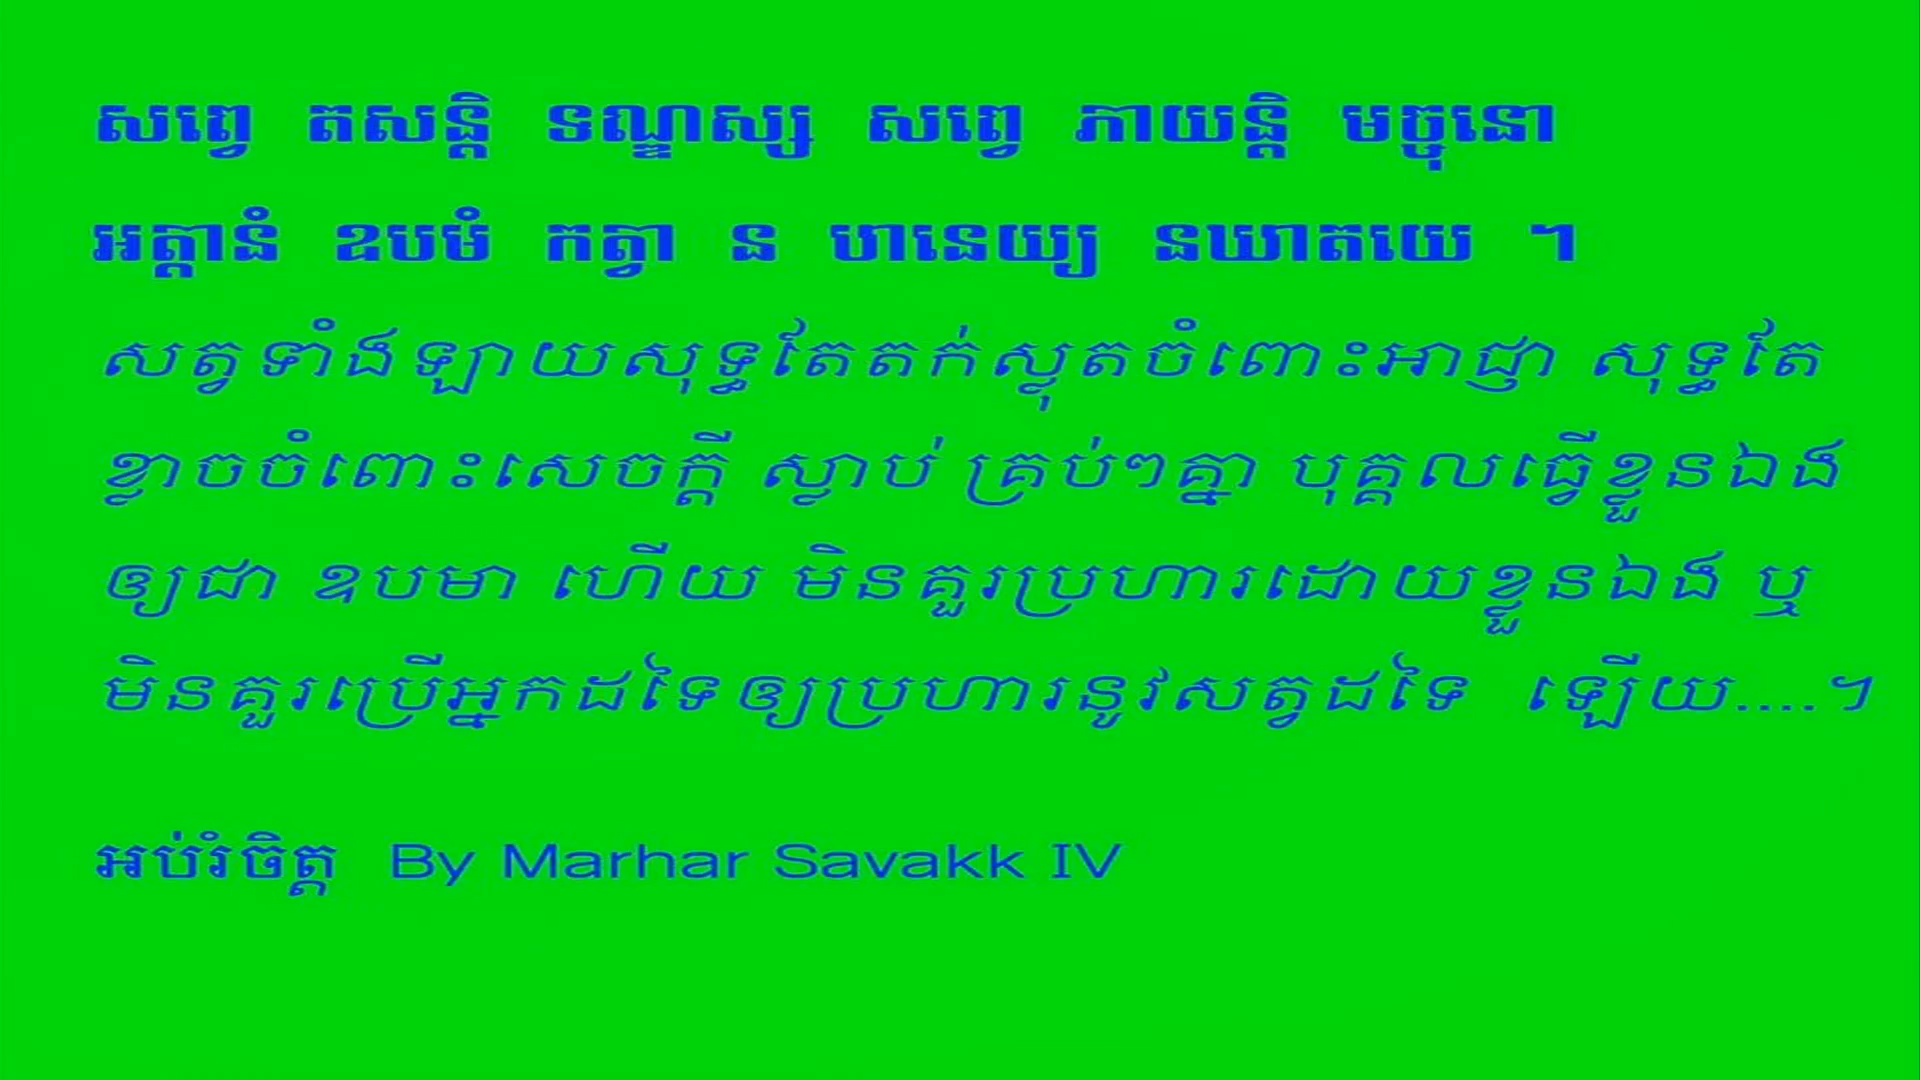 សព្វេ តសន្តិ ទណ្ឌស្ស សព្វេ ភាយន្តិ មច្ចុនោ
អត្តានំ ឧបមំ កត្វា ន ហនេយ្យ នឃាតយេ ។
សត្វទាំងឡាយសុទ្ធតែតក់ស្លុតចំពោះអាជ្ញា សុទ្ធតែ
ខ្លាចចំពោះសេចក្តី ស្លាប់ គ្រប់ៗគ្នា បុគ្គលធ្វើខ្លួនឯង
ឲ្យជា ឧបមា ហើយ មិនគួរប្រហារដោយខ្លួនឯង ឬ
មិនគួរប្រើអ្នកដទៃឲ្យប្រហារនូវសត្វដទៃ ឡើយ....។
អប់រំចិត្ត By Marhar Savakk IV